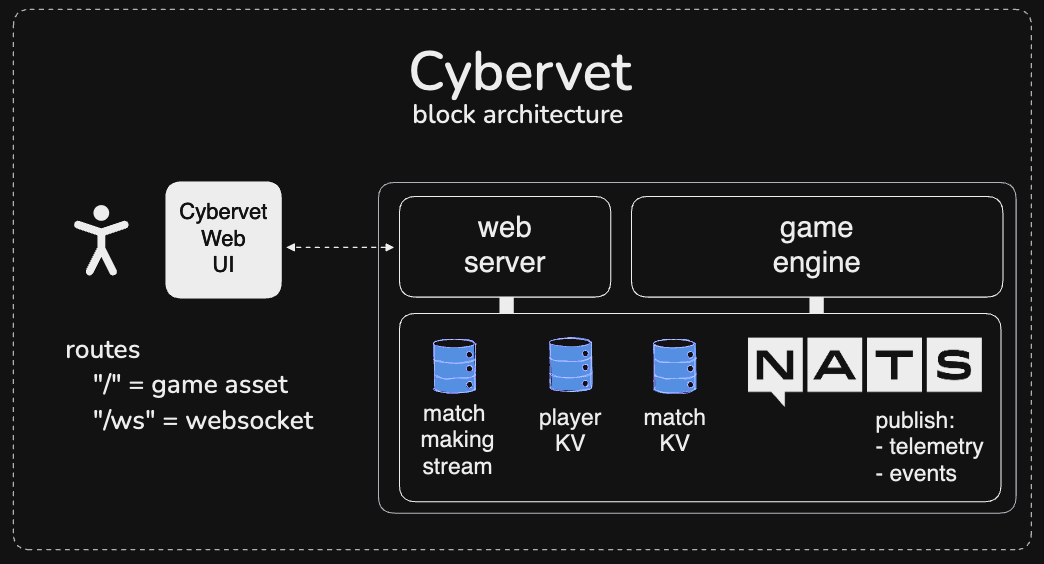 Cybervet
block architecture
Cybervet
Web
UI
web
server
game
engine
routes
"/" = game asset
"/ws" = websocket
match
making
stream
player
KV
match
KV
NATS
publish:
- telemetry
- events